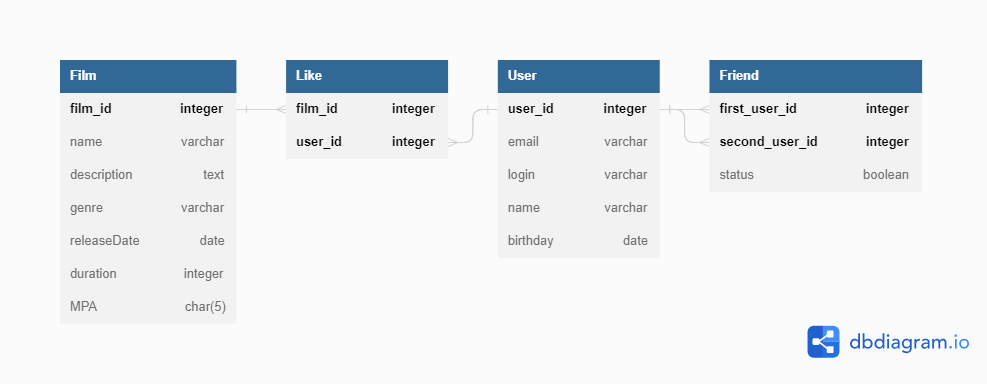 Film
film_id integer
name varchar
description text
genre varchar
releaseDate date
duration integer
MPA char(5)
Like
film_id integer
user_id integer
User
user_id integer
email varchar
login varchar
name varchar
birthday date
Friend
first_user_id integer
second_user_id integer
status boolean
dbdiagram.io